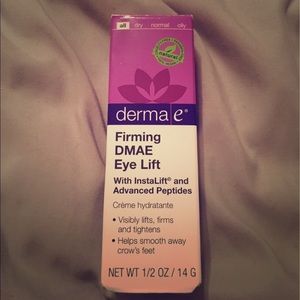 all dry normal oily
natural
derma e®
Firming
DMAE
Eye Lift
With InstaLift® and
Advanced Peptides
Crème hydratante
• Visibly lifts, firms
and tightens
• Helps smooth away
crow's feet
NET WT 1/2 OZ / 14 G